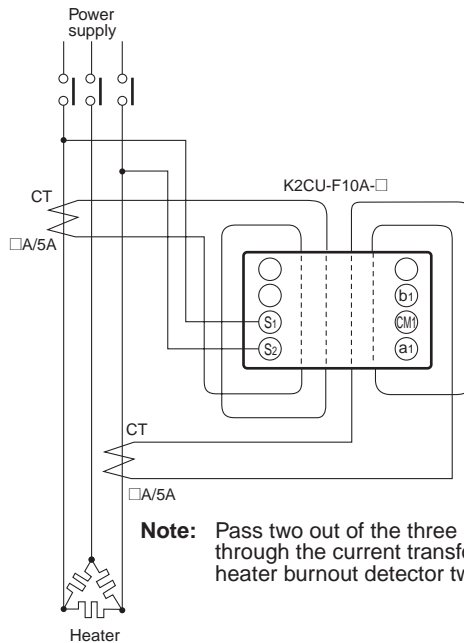 Power
supply
K2CU-F10A-□
CT
□A/5A
b1
S1
CM1
S2
a1
CT
□A/5A
Note: Pass two out of the three
through the current transfo
heater burnout detector tw
Heater